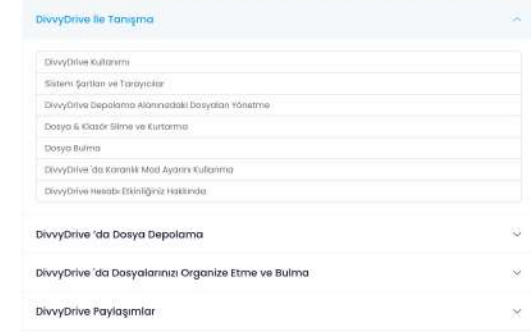 DivvyDrive İle Tanışma
DivvyDrive Kullanımı
Sistem Şartları ve Tarayıcılar
DivvyDrive Depolama Alanınızdaki Dosyaları Yönetme
Dosya & Klasör Silme ve Kurtarma
Dosya Bulma
DivvyDrive 'da Karanlık Mod Ayarını Kullanma
DivvyDrive Hesabı Etkinliğiniz Hakkında
DivvyDrive 'da Dosya Depolama
DivvyDrive 'da Dosyalarınızı Organize Etme ve Bulma
DivvyDrive Paylaşımlar